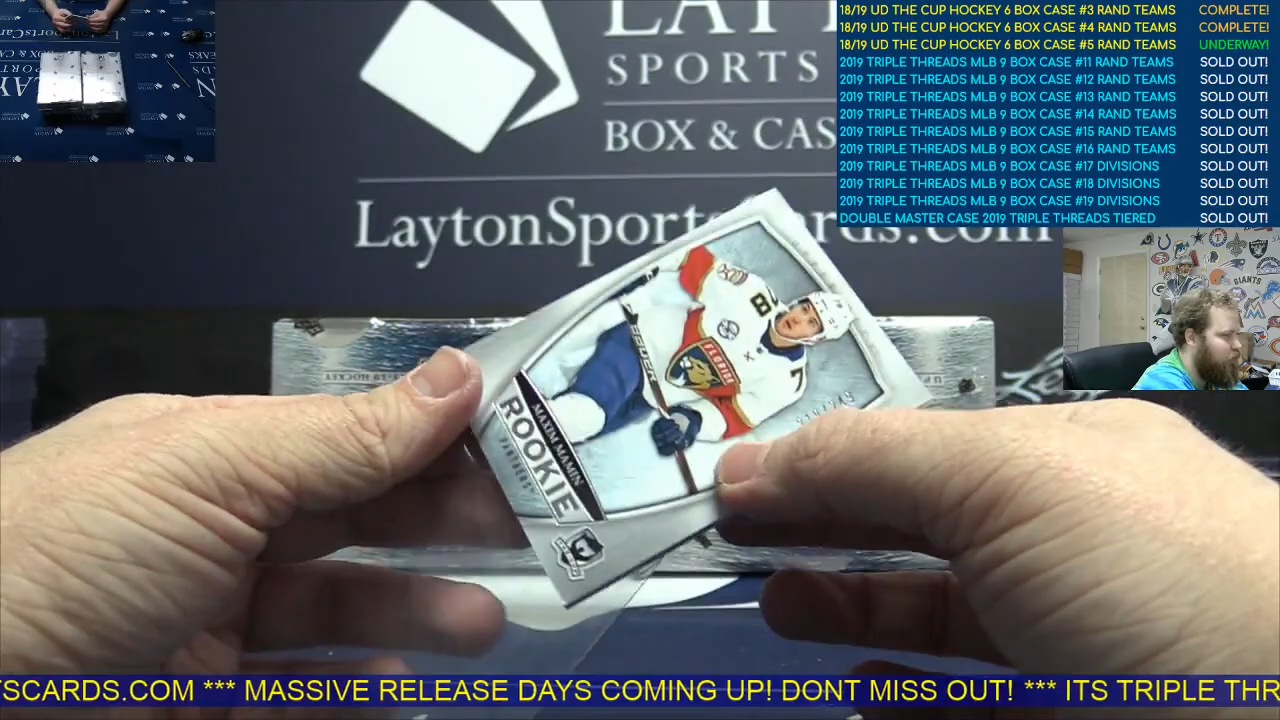 18/19 UD THE CUP HOCKEY 6 BOX CASE #3 RAND TEAMS COMPLETE!
18/19 UD THE CUP HOCKEY 6 BOX CASE #4 RAND TEAMS COMPLETE!
18/19 UD THE CUP HOCKEY 6 BOX CASE #5 RAND TEAMS UNDERWAY!
2019 TRIPLE THREADS MLB 9 BOX CASE #11 RAND TEAMS SOLD OUT!
2019 TRIPLE THREADS MLB 9 BOX CASE #12 RAND TEAMS SOLD OUT!
2019 TRIPLE THREADS MLB 9 BOX CASE #13 RAND TEAMS SOLD OUT!
2019 TRIPLE THREADS MLB 9 BOX CASE #14 RAND TEAMS SOLD OUT!
2019 TRIPLE THREADS MLB 9 BOX CASE #15 RAND TEAMS SOLD OUT!
2019 TRIPLE THREADS MLB 9 BOX CASE #16 RAND TEAMS SOLD OUT!
2019 TRIPLE THREADS MLB 9 BOX CASE #17 DIVISIONS SOLD OUT!
2019 TRIPLE THREADS MLB 9 BOX CASE #18 DIVISIONS SOLD OUT!
2019 TRIPLE THREADS MLB 9 BOX CASE #19 DIVISIONS SOLD OUT!
DOUBLE MASTER CASE 2019 TRIPLE THREADS TIERED SOLD OUT!
LAYT
SPORTS
BOX & CAS
LaytonSportsCards.com
GIANTS
FLORIDA
MAXIM MAMIN
ROOKIE
PANTHERS
TSCARDS.COM *** MASSIVE RELEASE DAYS COMING UP! DONT MISS OUT! *** ITS TRIPLE THR